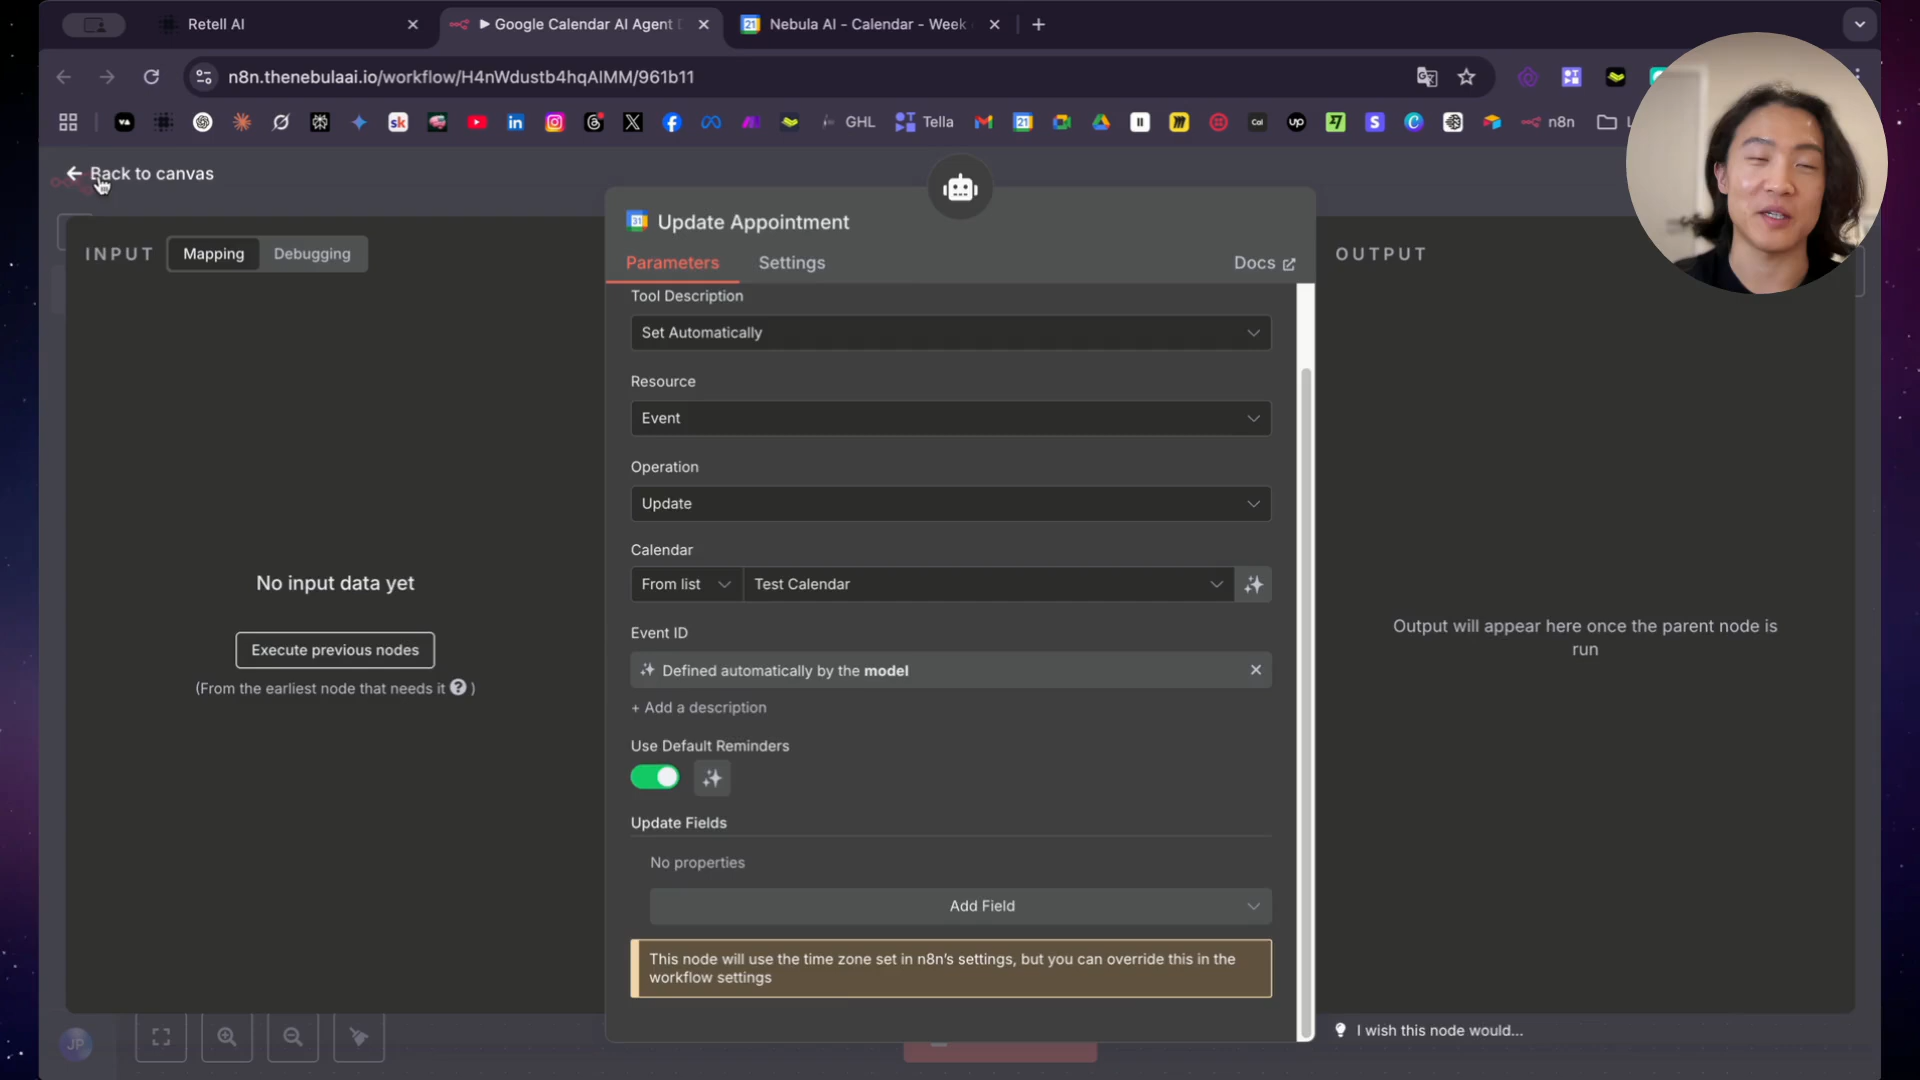 Retell AI
Google Calendar AI Agent
Nebula AI - Calendar - Week
n8n.thenebulaai.io/workflow/H4nWdustb4hqAIMM/961b11
GHL
Tella
n8n
Back to canvas
INPUT
Mapping
Debugging
Update Appointment
Parameters
Settings
Docs
OUTPUT
Tool Description
Set Automatically
Resource
Event
Operation
Update
Calendar
From list
Test Calendar
No input data yet
Execute previous nodes
(From the earliest node that needs it ? )
Event ID
Defined automatically by the model
+ Add a description
Use Default Reminders
Update Fields
No properties
Add Field
This node will use the time zone set in n8n's settings, but you can override this in the
workflow settings
Output will appear here once the parent node is
run
I wish this node would...
JP